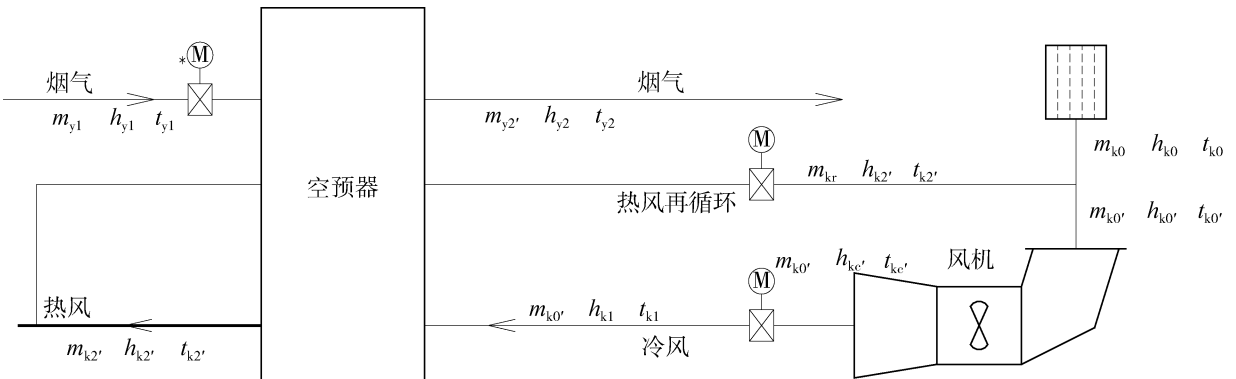 *M
烟气
m_y1 h_y1 t_y1
烟气
m_y2′ h_y2 t_y2
M
m_kr h_k2′ t_k2′
热风再循环
m_k0 h_k0 t_k0
m_k0′ h_k0′ t_k0′
空预器
热风
m_k2′ h_k2′ t_k2′
M
m_k0′ h_kc′ t_kc′
风机
m_k0′ h_k1 t_k1
冷风